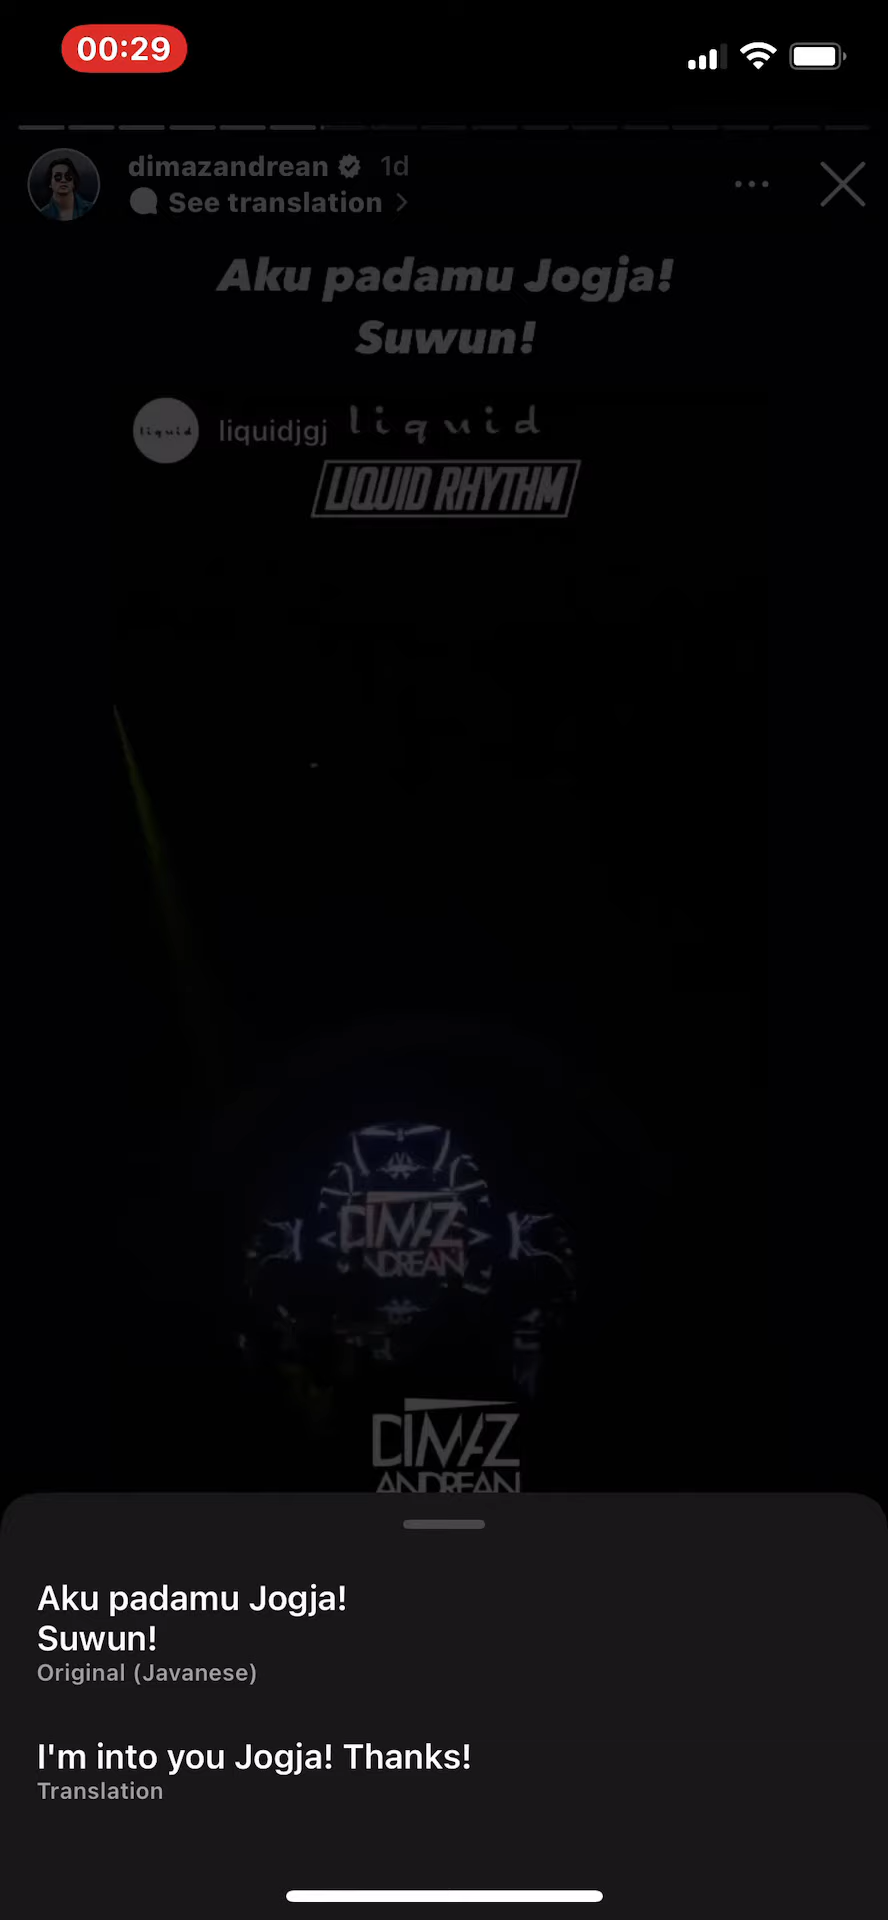 00:29
dimazandrean 1d
See translation
Aku padamu Jogja!
Suwun!
liquid
liquidjgj
liquid
LIQUID RHYTHM
DIMAZ
ANDREAN
DIMAZ
ANDREAN
Aku padamu Jogja!
Suwun!
Original (Javanese)
I'm into you Jogja! Thanks!
Translation